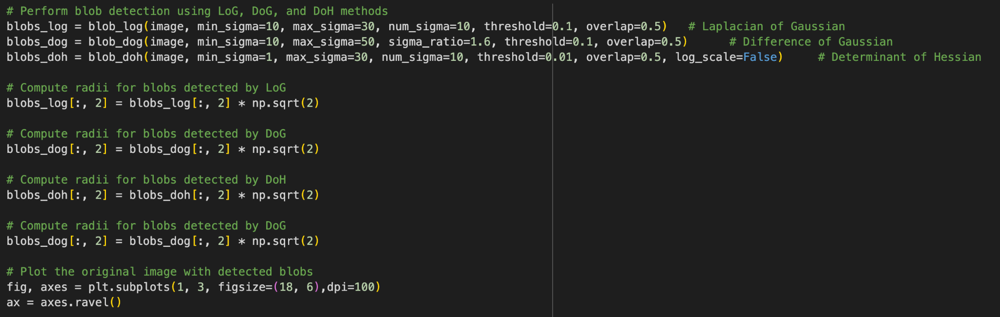 # Perform blob detection using LoG, DoG, and DoH methods
blobs_log = blob_log(image, min_sigma=10, max_sigma=30, num_sigma=10, threshold=0.1, overlap=0.5)   # Laplacian of Gaussian
blobs_dog = blob_dog(image, min_sigma=10, max_sigma=50, sigma_ratio=1.6, threshold=0.1, overlap=0.5)      # Difference of Gaussian
blobs_doh = blob_doh(image, min_sigma=1, max_sigma=30, num_sigma=10, threshold=0.01, overlap=0.5, log_scale=False)     # Determinant of Hessian

# Compute radii for blobs detected by LoG
blobs_log[:, 2] = blobs_log[:, 2] * np.sqrt(2)

# Compute radii for blobs detected by DoG
blobs_dog[:, 2] = blobs_dog[:, 2] * np.sqrt(2)

# Compute radii for blobs detected by DoH
blobs_doh[:, 2] = blobs_doh[:, 2] * np.sqrt(2)

# Compute radii for blobs detected by DoG
blobs_dog[:, 2] = blobs_dog[:, 2] * np.sqrt(2)

# Plot the original image with detected blobs
fig, axes = plt.subplots(1, 3, figsize=(18, 6),dpi=100)
ax = axes.ravel()